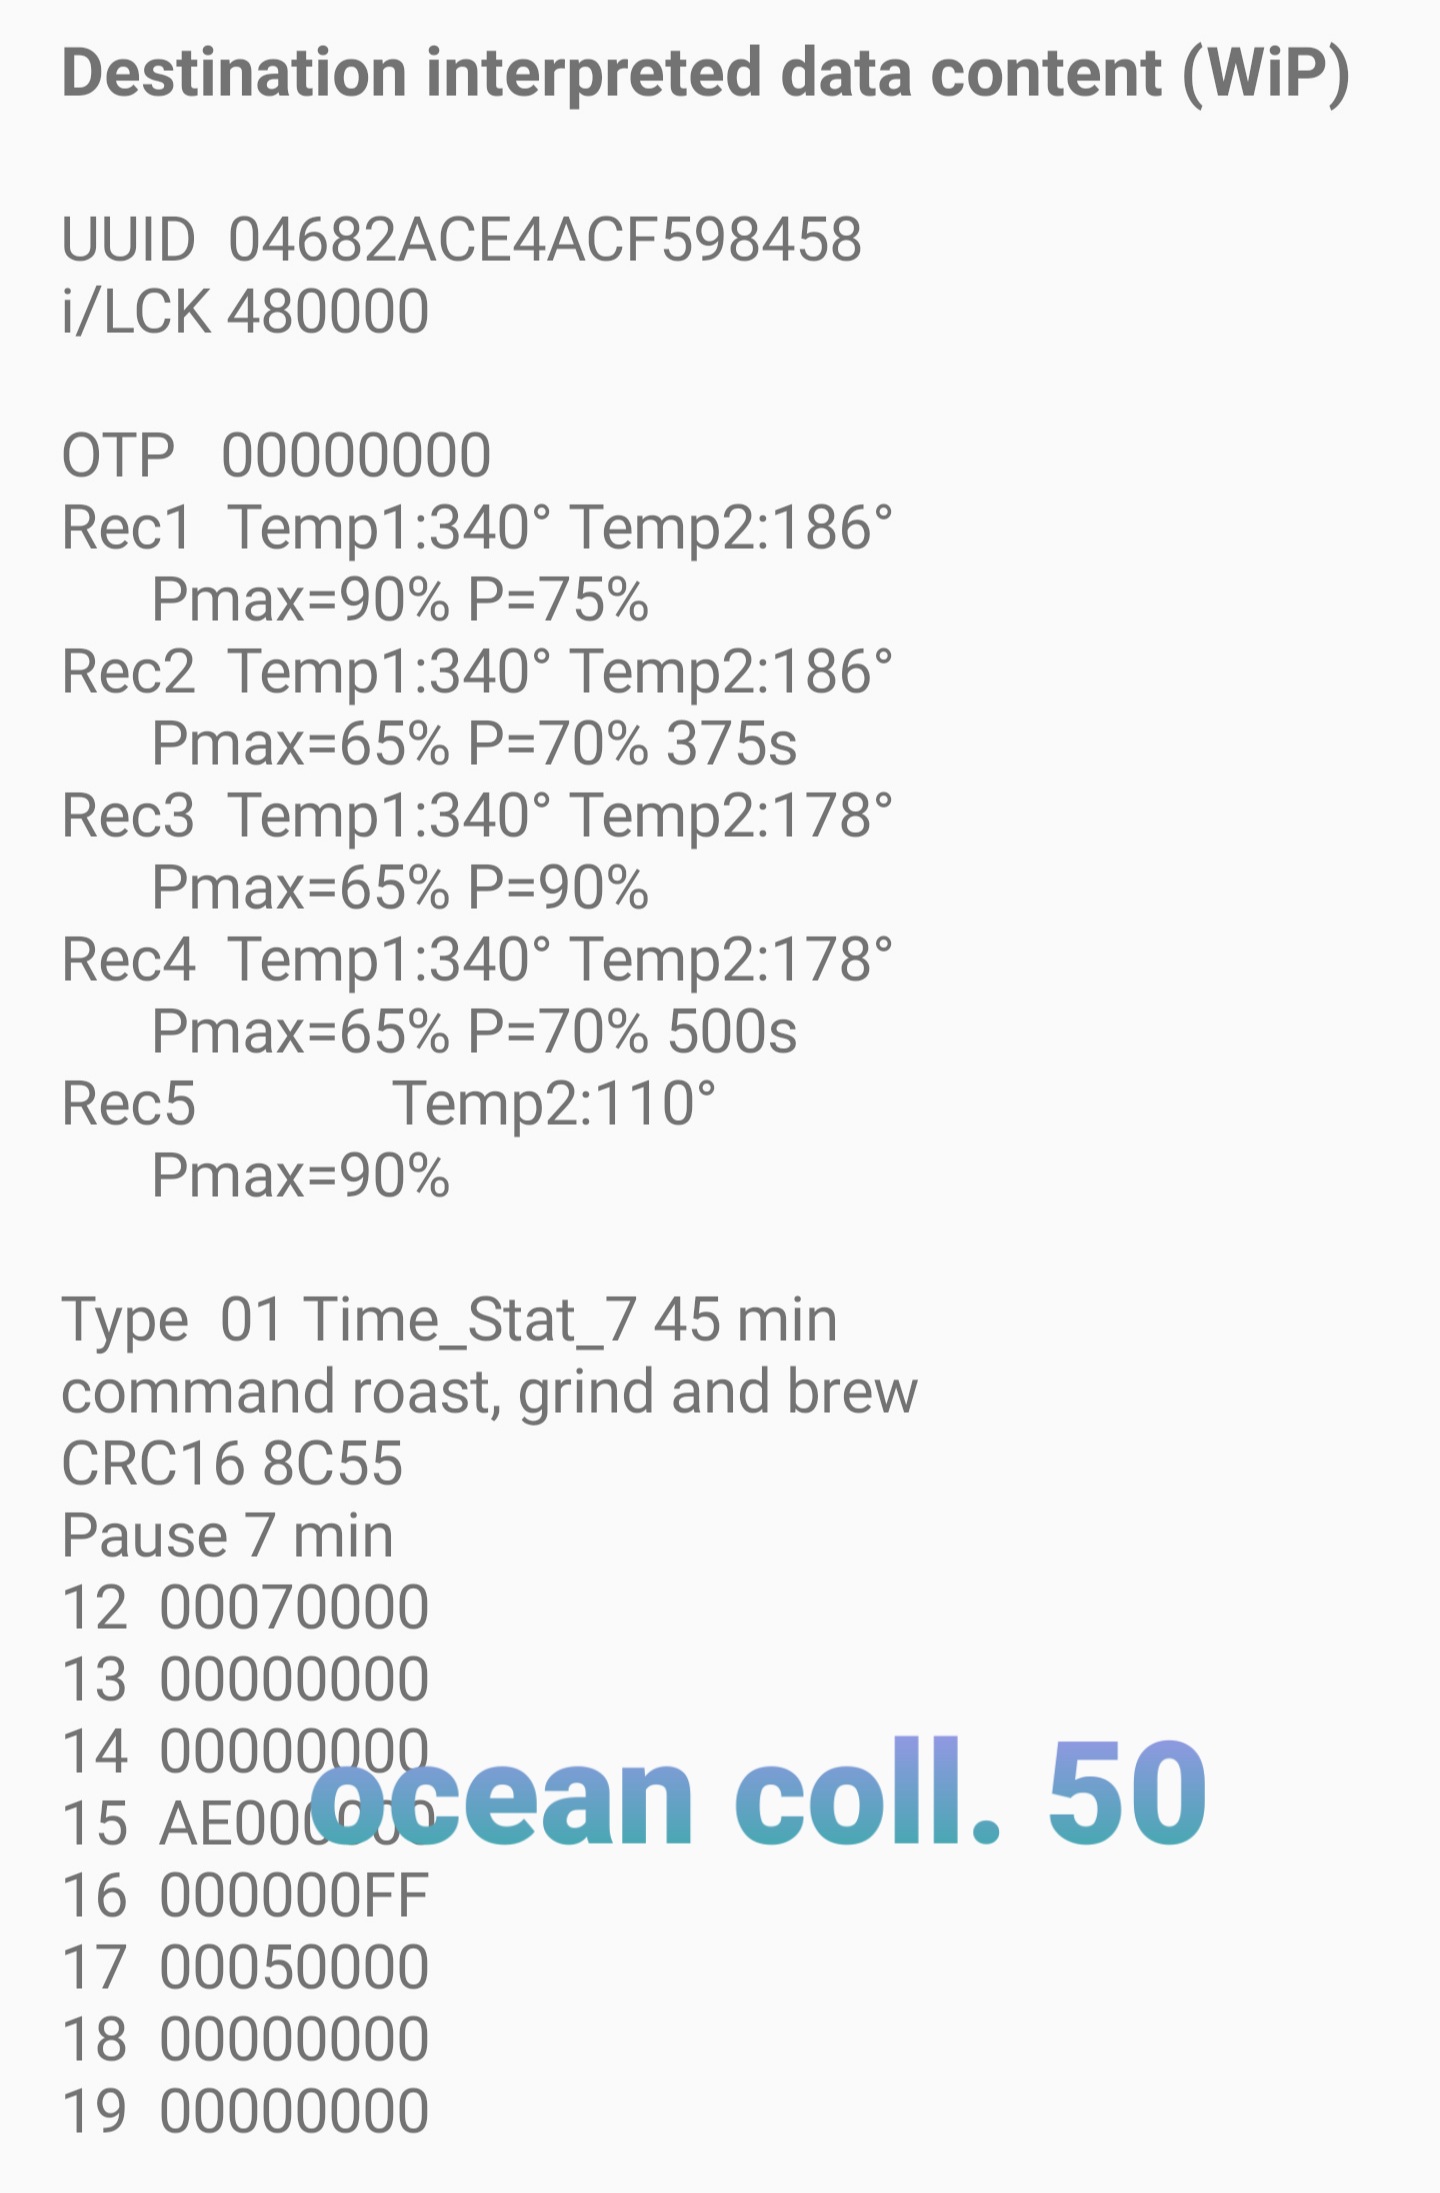 Destination interpreted data content (WiP)
UUID 04682ACE4ACF598458
i/LCK 480000
OTP 00000000
Rec1 Temp1:340° Temp2:186°
Pmax=90% P=75%
Rec2 Temp1:340° Temp2:186°
Pmax=65% P=70% 375s
Rec3 Temp1:340° Temp2:178°
Pmax=65% P=90%
Rec4 Temp1:340° Temp2:178°
Pmax=65% P=70% 500s
Rec5 Temp2:110°
Pmax=90%
Type 01 Time_Stat_7 45 min
command roast, grind and brew
CRC16 8C55
Pause 7 min
12 00070000
13 00000000
14 00000000
ocean coll. 50
15 AE000000
16 000000FF
17 00050000
18 00000000
19 00000000